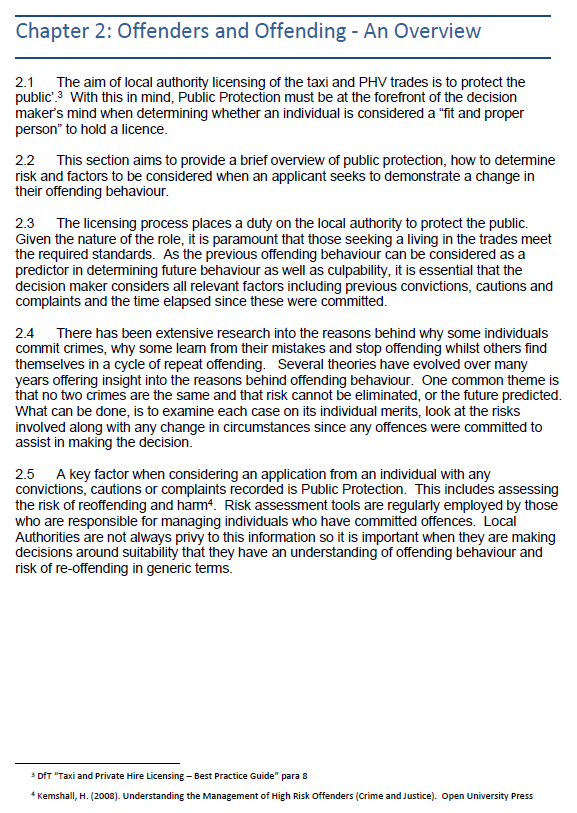 Chapter 2: Offenders and Offending - An Overview
2.1 The aim of local authority licensing of the taxi and PHV trades is to protect the
public’.³ With this in mind, Public Protection must be at the forefront of the decision
maker’s mind when determining whether an individual is considered a “fit and proper
person” to hold a licence.
2.2 This section aims to provide a brief overview of public protection, how to determine
risk and factors to be considered when an applicant seeks to demonstrate a change in
their offending behaviour.
2.3 The licensing process places a duty on the local authority to protect the public.
Given the nature of the role, it is paramount that those seeking a living in the trades meet
the required standards. As the previous offending behaviour can be considered as a
predictor in determining future behaviour as well as culpability, it is essential that the
decision maker considers all relevant factors including previous convictions, cautions and
complaints and the time elapsed since these were committed.
2.4 There has been extensive research into the reasons behind why some individuals
commit crimes, why some learn from their mistakes and stop offending whilst others find
themselves in a cycle of repeat offending. Several theories have evolved over many
years offering insight into the reasons behind offending behaviour. One common theme is
that no two crimes are the same and that risk cannot be eliminated, or the future predicted.
What can be done, is to examine each case on its individual merits, look at the risks
involved along with any change in circumstances since any offences were committed to
assist in making the decision.
2.5 A key factor when considering an application from an individual with any
convictions, cautions or complaints recorded is Public Protection. This includes assessing
the risk of reoffending and harm⁴. Risk assessment tools are regularly employed by those
who are responsible for managing individuals who have committed offences. Local
Authorities are not always privy to this information so it is important when they are making
decisions around suitability that they have an understanding of offending behaviour and
risk of re-offending in generic terms.
³ DfT “Taxi and Private Hire Licensing – Best Practice Guide” para 8
⁴ Kemshall, H. (2008). Understanding the Management of High Risk Offenders (Crime and Justice). Open University Press